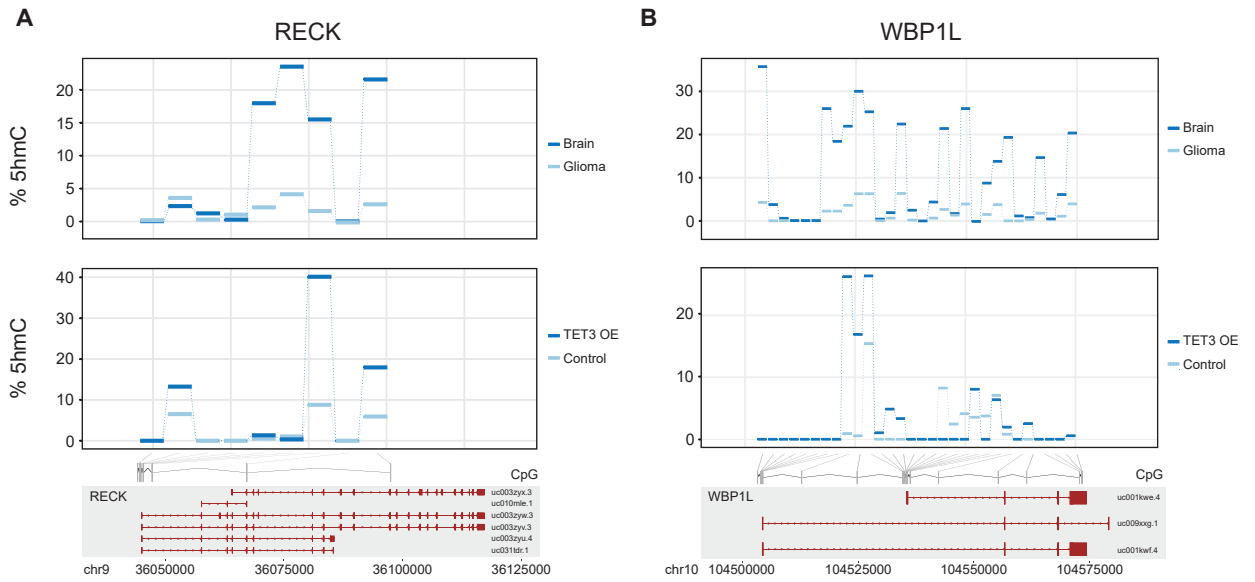 A
RECK
% 5hmC
20
15
10
5
0
Brain
Glioma
% 5hmC
40
30
20
10
0
TET3 OE
Control
CpG
RECK
uc003zyx.3
uc010mle.1
uc003zyw.3
uc003zyv.3
uc003zyu.4
uc031tdr.1
chr9 36050000 36075000 36100000 36125000
B
WBP1L
30
20
10
0
Brain
Glioma
20
10
0
TET3 OE
Control
CpG
WBP1L
uc001kwe.4
uc009xxg.1
uc001kwf.4
chr10 104500000 104525000 104550000 104575000